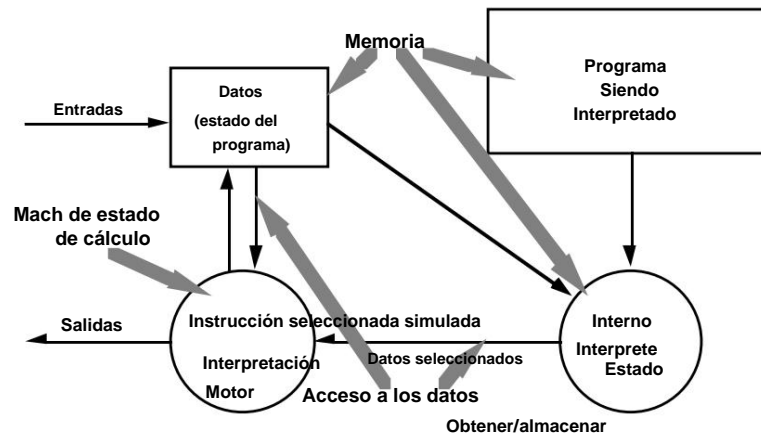 Memoria
Programa
Siendo
Interpretado
Datos
(estado del
programa)
Entradas
Mach de estado
de cálculo
Salidas
Instrucción seleccionada simulada
Interpretación
Motor
Datos seleccionados
Acceso a los datos
Interno
Interprete
Estado
Obtener/almacenar